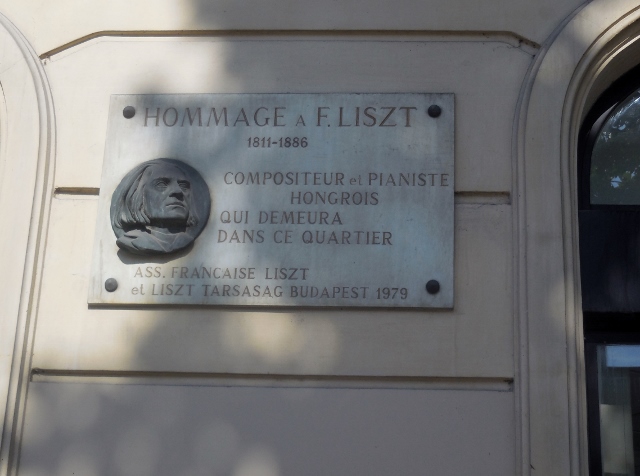 HOMMAGE A F. LISZT
1811-1886
COMPOSITEUR et PIANISTE
HONGROIS
QUI DEMEURA
DANS CE QUARTIER
ASS. FRANCAISE LISZT
et LISZT TARSASAG BUDAPEST 1979